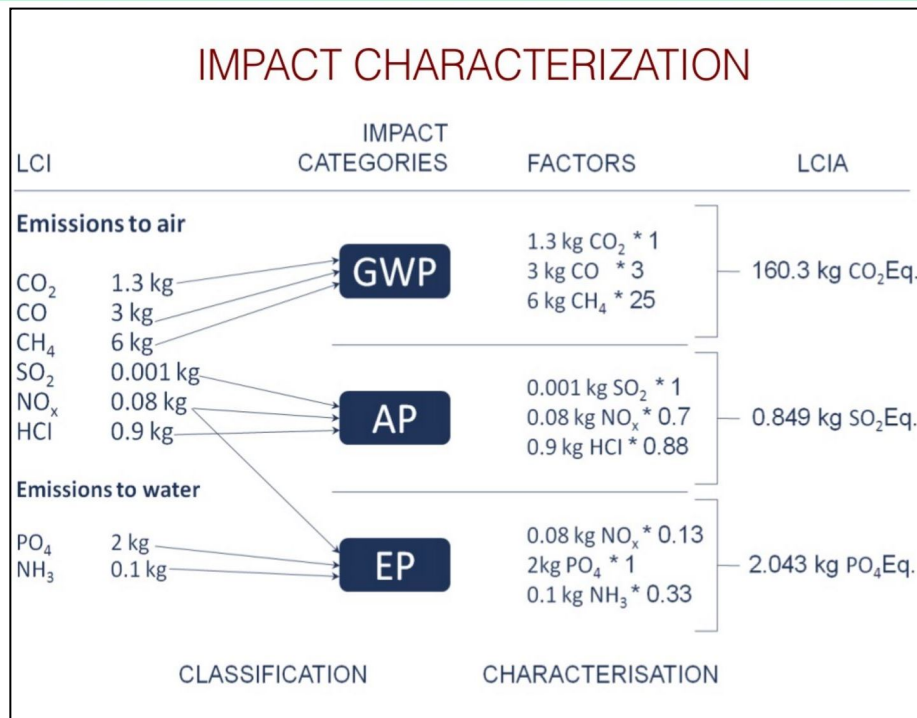 IMPACT CHARACTERIZATION
LCI
IMPACT
CATEGORIES
FACTORS
LCIA
Emissions to air
CO₂ 1.3 kg
CO 3 kg
CH₄ 6 kg
SO₂ 0.001 kg
NOₓ 0.08 kg
HCl 0.9 kg
GWP
1.3 kg CO₂ * 1
3 kg CO * 3
6 kg CH₄ * 25
160.3 kg CO₂Eq.
AP
0.001 kg SO₂ * 1
0.08 kg NOₓ * 0.7
0.9 kg HCl * 0.88
0.849 kg SO₂Eq.
Emissions to water
PO₄ 2 kg
NH₃ 0.1 kg
EP
0.08 kg NOₓ * 0.13
2kg PO₄ * 1
0.1 kg NH₃ * 0.33
2.043 kg PO₄Eq.
CLASSIFICATION
CHARACTERISATION